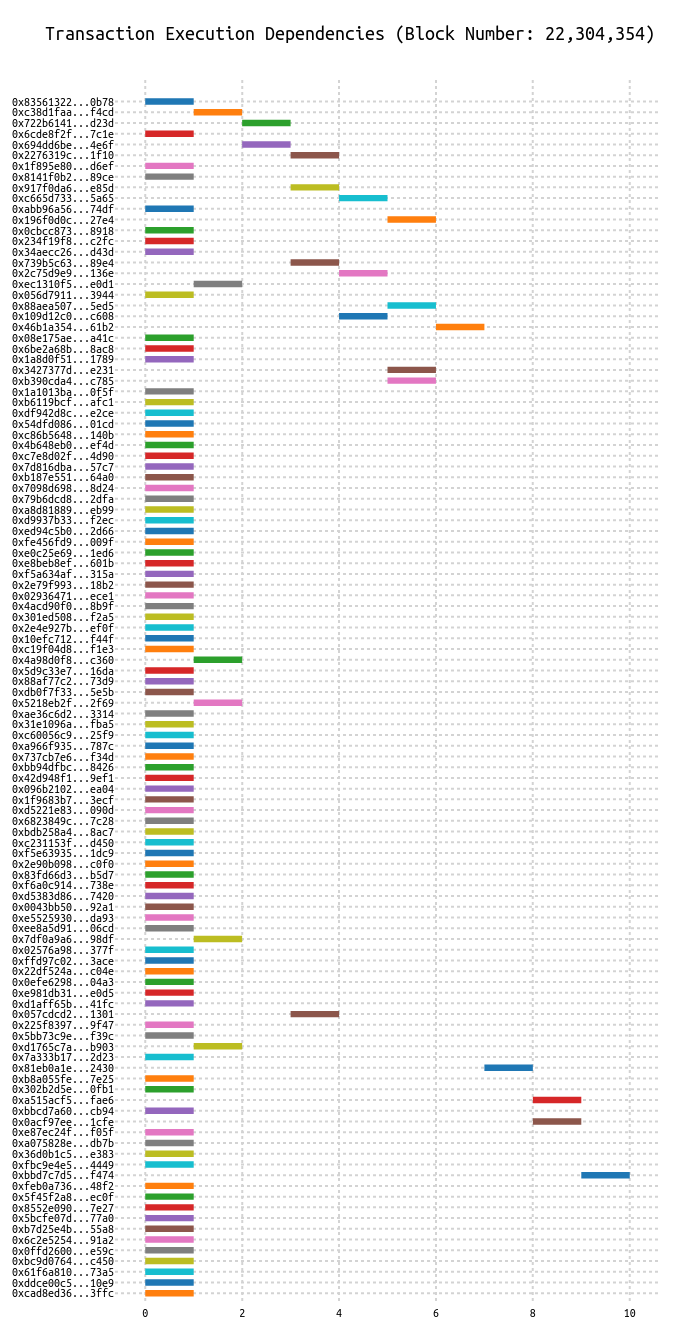 Transaction Execution Dependencies (Block Number: 22,304,354)
0x83561322...0b78
0xc38d1faa...f4cd
0x722b6141...d23d
0x6cde8f2f...7c1e
0x694dd6be...4e6f
0x2276319c...1f10
0x1f895e80...d6ef
0x8141f0b2...89ce
0x917f0da6...e85d
0xc665d733...5a65
0xabb96a56...74df
0x196f0d0c...27e4
0x0cbcc873...8918
0x234f19f8...c2fc
0x34aecc26...d43d
0x739b5c63...89e4
0x2c75d9e9...136e
0xec1310f5...e0d1
0x056d7911...3944
0x88aea507...5ed5
0x109d12c0...c608
0x46b1a354...61b2
0x08e175ae...a41c
0x6be2a68b...8ac8
0x1a8d0f51...1789
0x3427377d...e231
0xb390cda4...c785
0x1a1013ba...0f5f
0xb6119bcf...afc1
0xdf942d8c...e2ce
0x54dfd086...01cd
0xc86b5648...140b
0x4b648eb0...ef4d
0xc7e8d02f...4d90
0x7d816dba...57c7
0xb187e551...64a0
0x7098d698...8d24
0x79b6dcd8...2dfa
0xa8d81889...eb99
0xd9937b33...f2ec
0xed94c5b0...2d66
0xfe456fd9...009f
0xe0c25e69...1ed6
0xe8beb8ef...601b
0xf5a634af...315a
0x2e79f993...18b2
0x02936471...ece1
0x4acd90f0...8b9f
0x301ed508...f2a5
0x2e4e927b...ef0f
0x10efc712...f44f
0xc19f04d8...f1e3
0x4a98d0f8...c360
0x5d9c33e7...16da
0x88af77c2...73d9
0xdb0f7f33...5e5b
0x5218eb2f...2f69
0xae36c6d2...3314
0x31e1096a...fba5
0xc60056c9...25f9
0xa966f935...787c
0x737cb7e6...f34d
0xbb94dfbc...8426
0x42d948f1...9ef1
0x096b2102...ea04
0x1f9683b7...3ecf
0xd5221e83...090d
0x6823849c...7c28
0xbdb258a4...8ac7
0xc231153f...d450
0xf5e63935...1dc9
0x2e90b098...c0f0
0x83fd66d3...b5d7
0xf6a0c914...738e
0xd5383d86...7420
0x0043bb50...92a1
0xe5525930...da93
0xee8a5d91...06cd
0x7df0a9a6...98df
0x02576a98...377f
0xffd97c02...3ace
0x22df524a...c04e
0x0efe6298...04a3
0xe981db31...e0d5
0xd1aff65b...41fc
0x057cdcd2...1301
0x225f8397...9f47
0x5bb73c9e...f39c
0xd1765c7a...b903
0x7a333b17...2d23
0x81eb0a1e...2430
0xb8a055fe...7e25
0x302b2d5e...0fb1
0xa515acf5...fae6
0xbbcd7a60...cb94
0x0acf97ee...1cfe
0xe87ec24f...f05f
0xa075828e...db7b
0x36d0b1c5...e383
0xfbc9e4e5...4449
0xbbd7c7d5...f474
0xfeb0a736...48f2
0x5f45f2a8...ec0f
0x8552e090...7e27
0x5bcfe07d...77a0
0xb7d25e4b...55a8
0x6c2e5254...91a2
0x0ffd2600...e59c
0xbc9d0764...c450
0x61f6a810...73a5
0xddce00c5...10e9
0xcad8ed36...3ffc
0 2 4 6 8 10